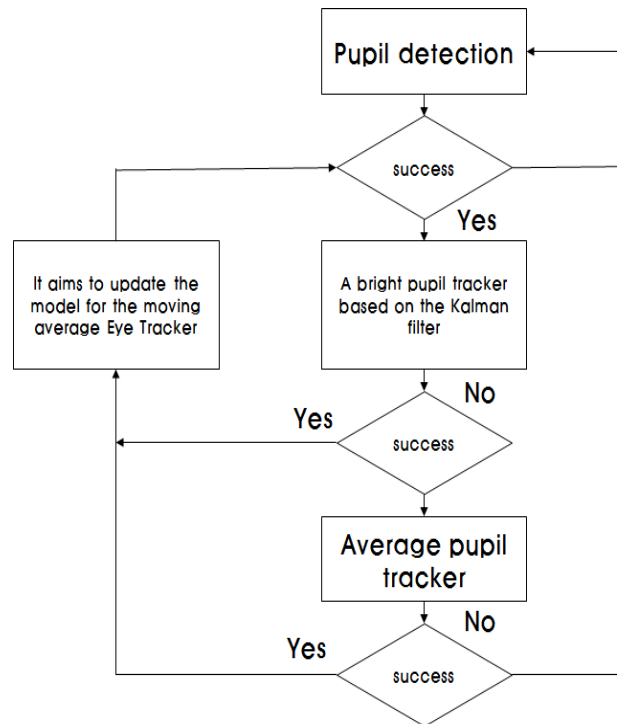 Pupil detection
success
Yes
It aims to update the
model for the moving
average Eye Tracker
A bright pupil tracker
based on the Kalman
filter
No
Yes
success
Average pupil
tracker
No
Yes
success